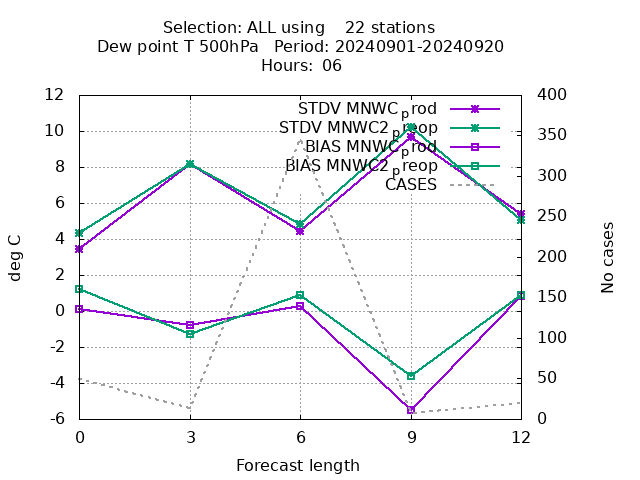 Selection: ALL using    22 stations
Dew point T 500hPa   Period: 20240901-20240920
Hours: 06
12 400
STDV MNWC_prod
10 350
STDV MNWC2_preop
BIAS MNWC_prod
8 300
BIAS MNWC2_preop
CASES
6 250
4 200
2 150
0 100
-2 50
-4 0
-6
deg C
No cases
0 3 6 9 12
Forecast length